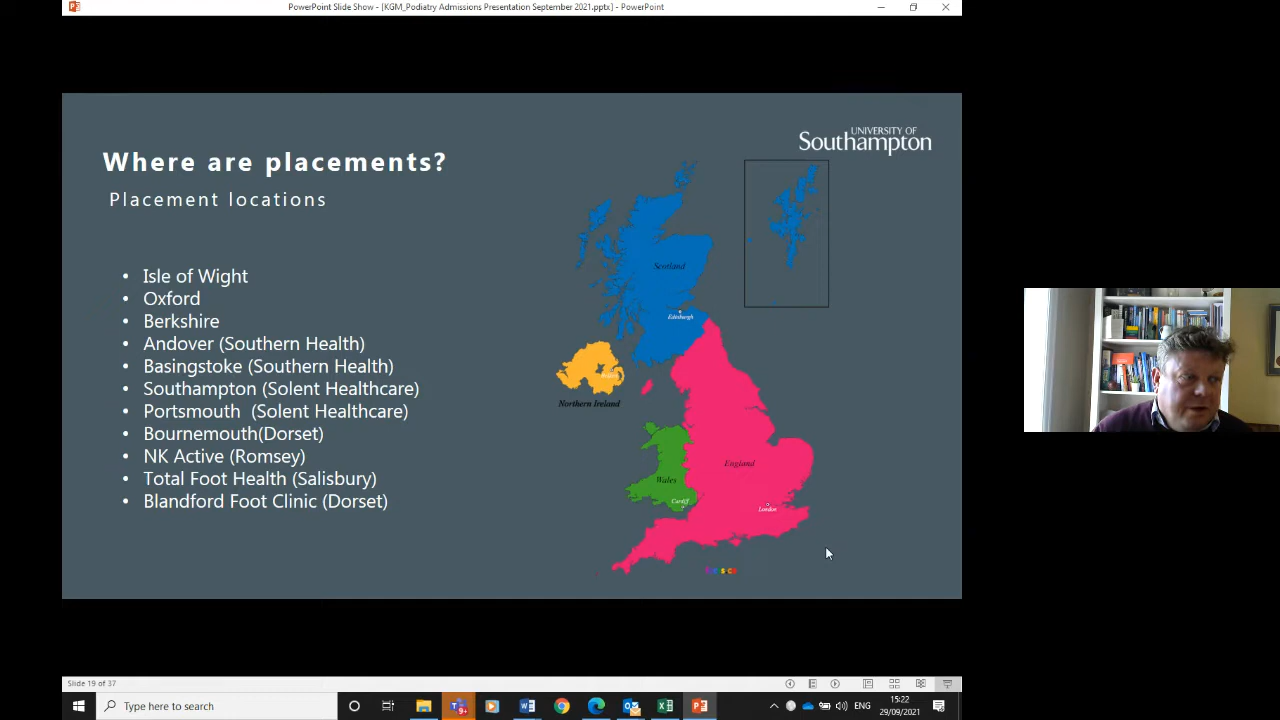 PowerPoint Slide Show - [KGM_Podiatry Admissions Presentation September 2021.pptx] - PowerPoint
UNIVERSITY OF
Southampton
Where are placements?
Placement locations
• Isle of Wight
• Oxford
• Berkshire
• Andover (Southern Health)
• Basingstoke (Southern Health)
• Southampton (Solent Healthcare)
• Portsmouth (Solent Healthcare)
• Bournemouth(Dorset)
• NK Active (Romsey)
• Total Foot Health (Salisbury)
• Blandford Foot Clinic (Dorset)
Scotland
Edinburgh
Northern Ireland
England
Wales
Cardiff
London
Slide 19 of 37
Type here to search
9+
ENG
15:22
29/09/2021